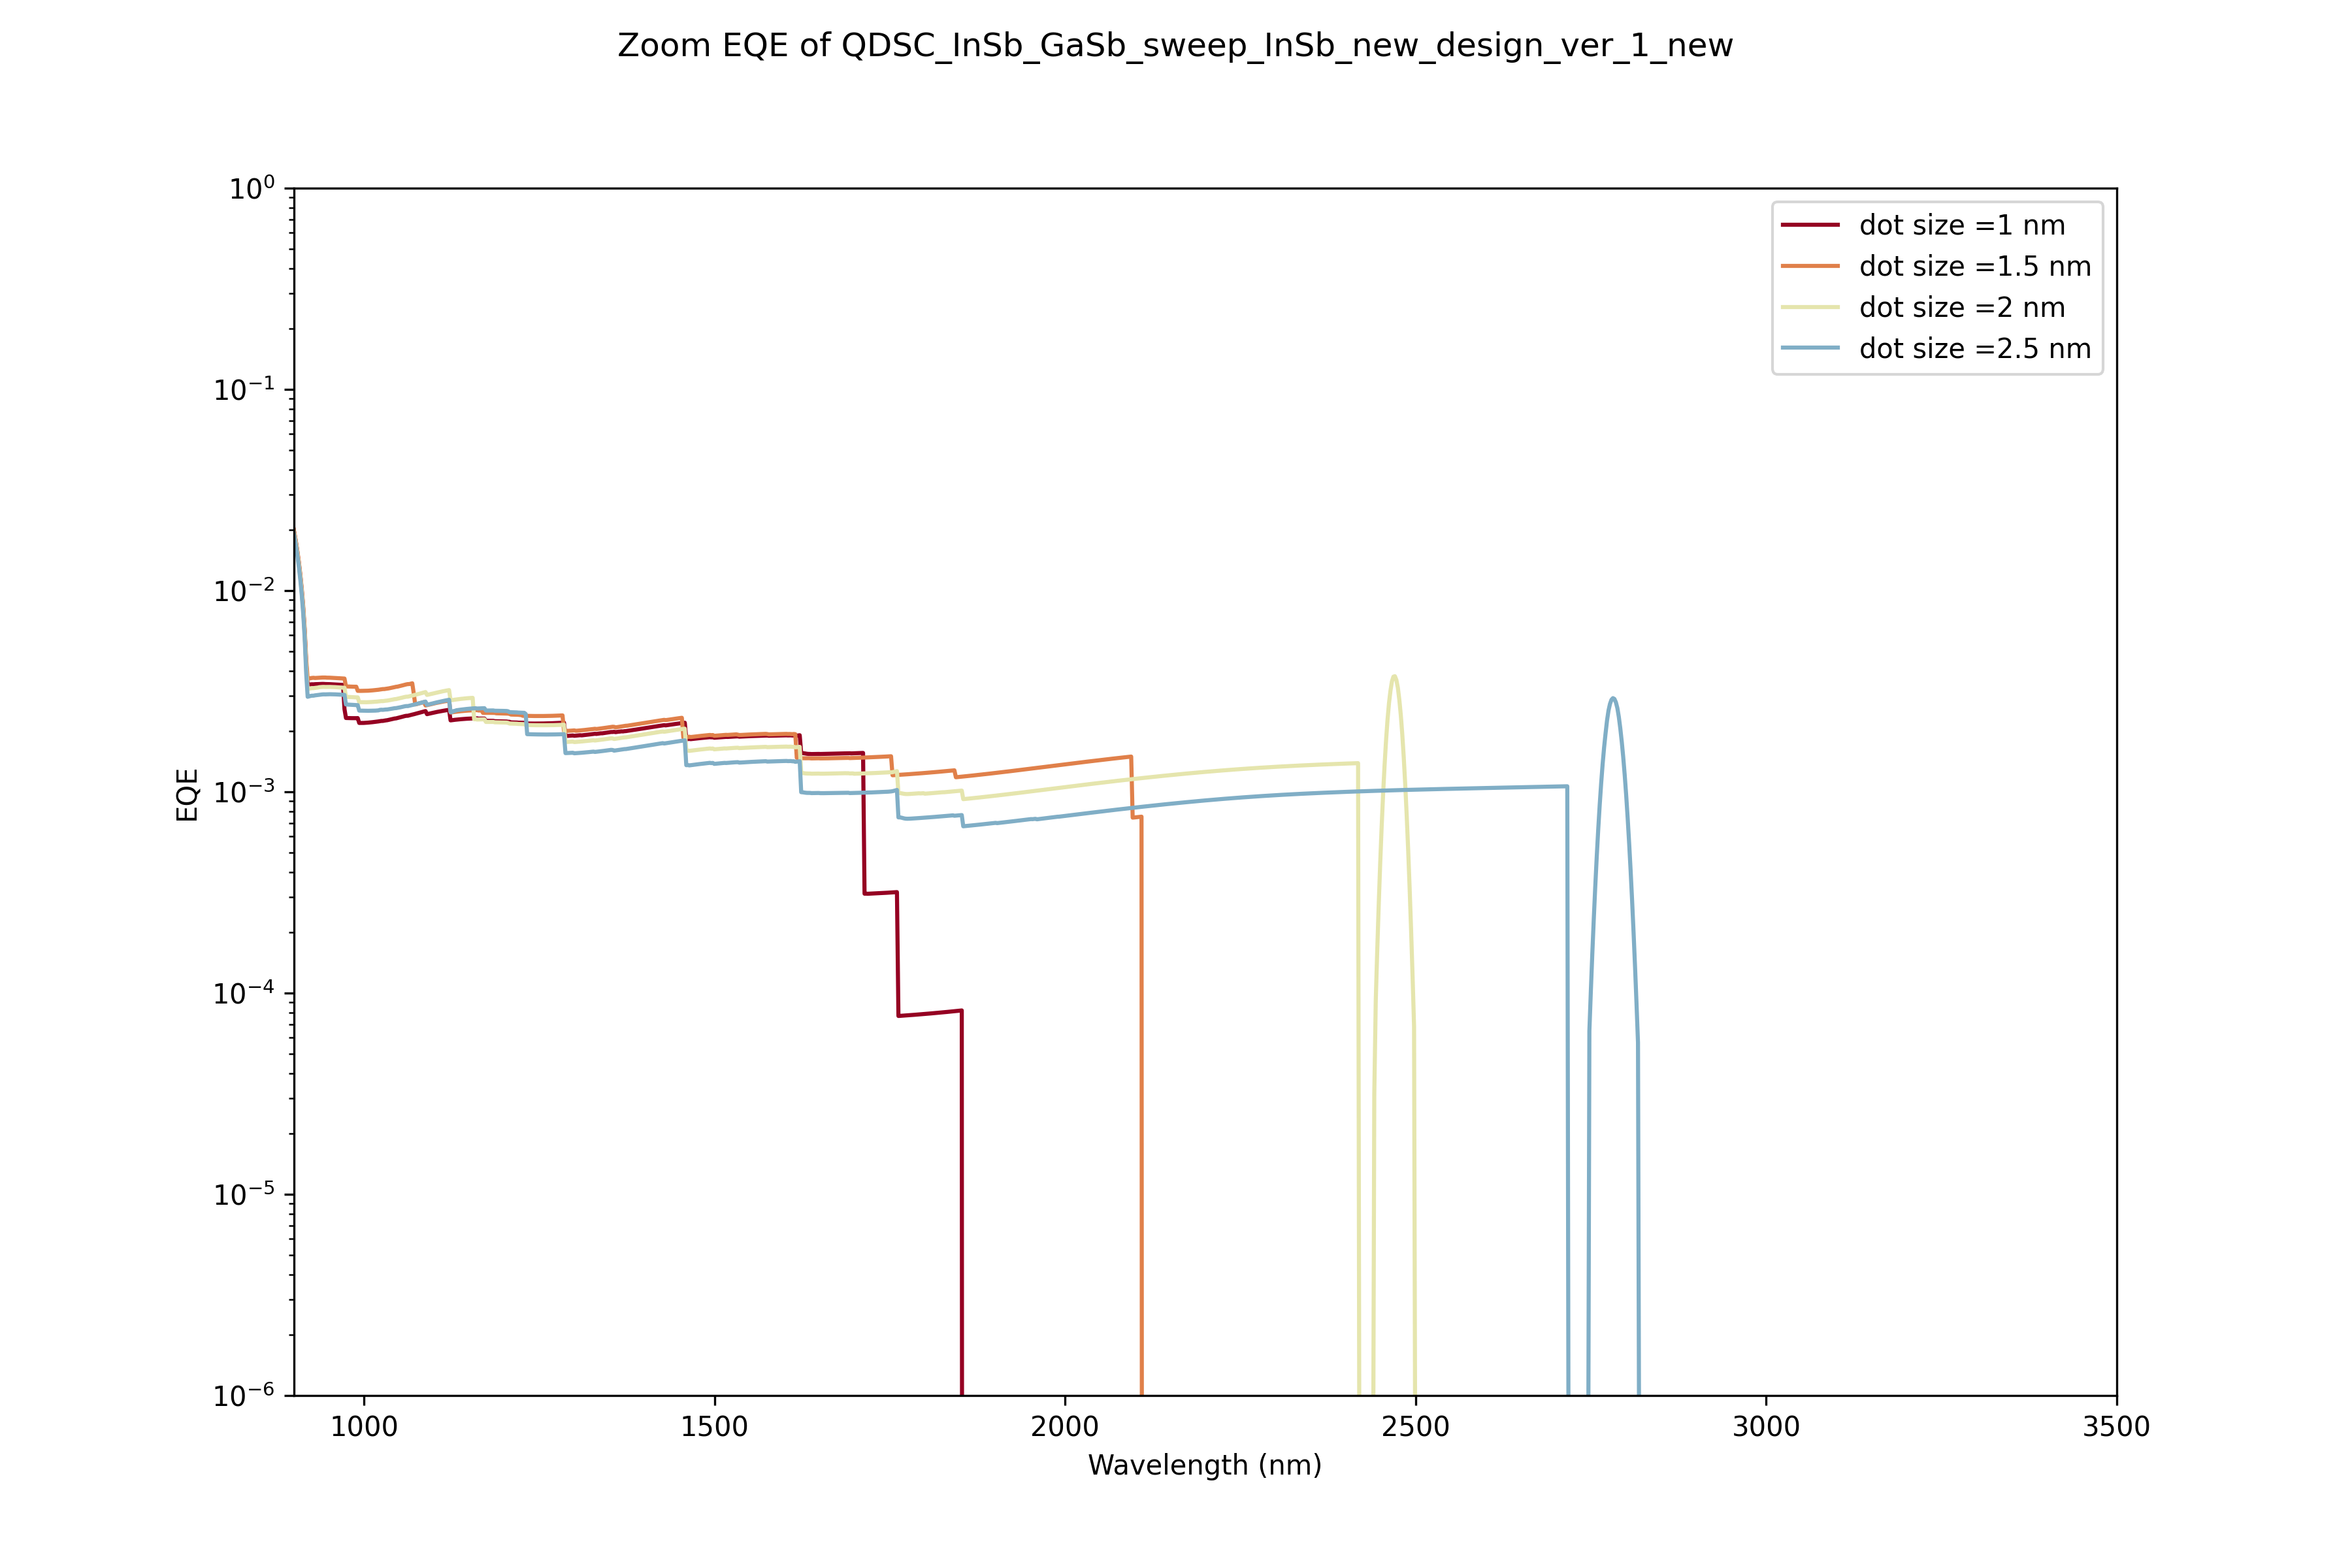 Zoom EQE of QDSC_InSb_GaSb_sweep_InSb_new_design_ver_1_new
dot size =1 nm
dot size =1.5 nm
dot size =2 nm
dot size =2.5 nm
10⁰
10⁻¹
10⁻²
10⁻³
10⁻⁴
10⁻⁵
10⁻⁶
EQE
1000 1500 2000 2500 3000 3500
Wavelength (nm)